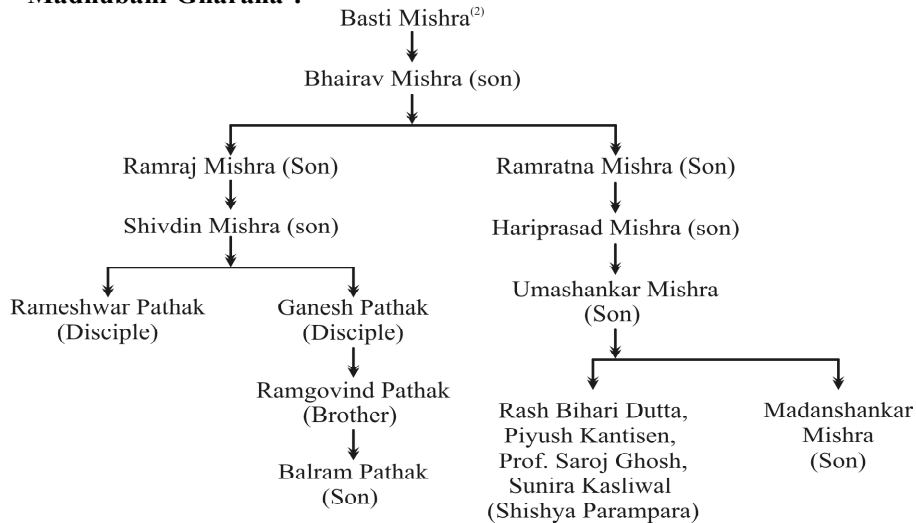 Madhubani Gharana :
Basti Mishra(2)
Bhairav Mishra (son)
Ramraj Mishra (Son)
Ramratna Mishra (Son)
Shivdin Mishra (son)
Hariprasad Mishra (son)
Rameshwar Pathak
(Disciple)
Ganesh Pathak
(Disciple)
Umashankar Mishra
(Son)
Ramgovind Pathak
(Brother)
Balram Pathak
(Son)
Rash Bihari Dutta,
Piyush Kantisen,
Prof. Saroj Ghosh,
Sunira Kasliwal
(Shishya Parampara)
Madanshankar
Mishra
(Son)